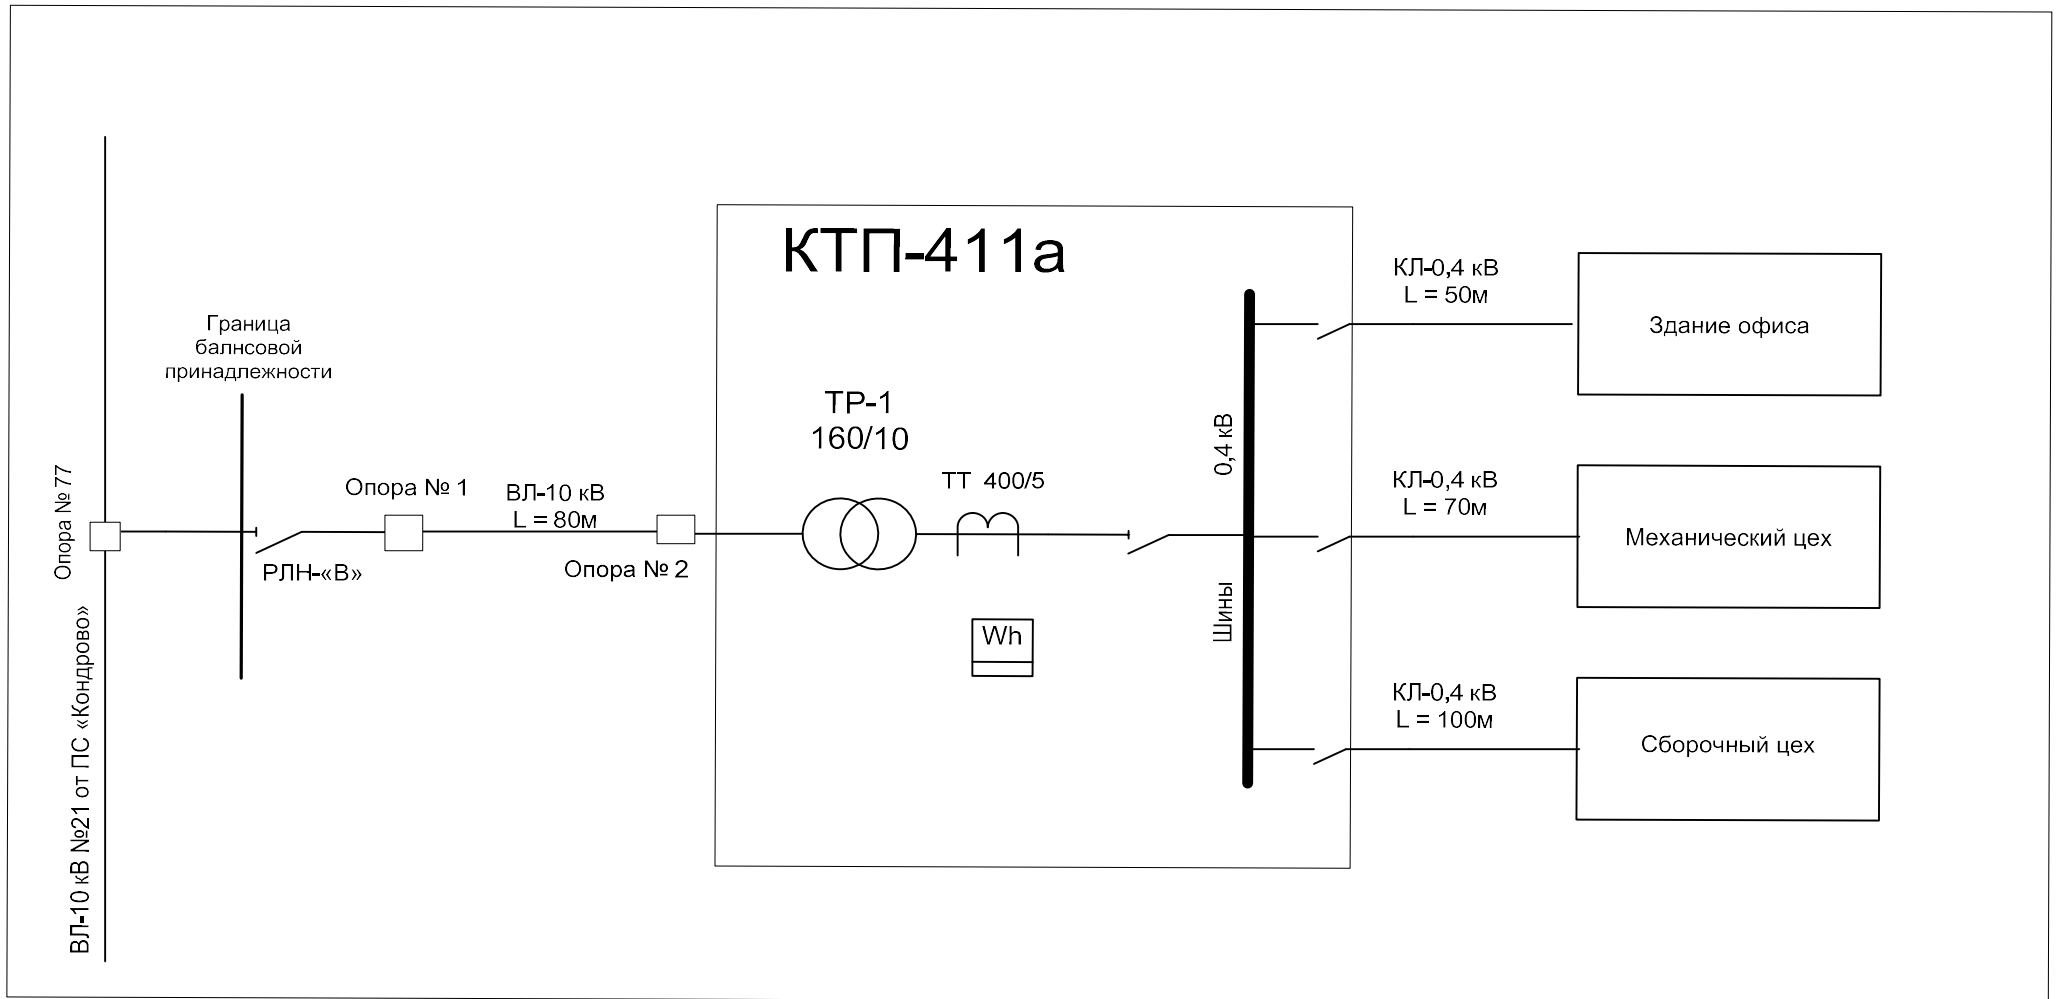 КТП-411а
Граница
балнсовой
принадлежности
Опора № 77
ВЛ-10 кВ №21 от ПС «Кондрово»
РЛН-«В»
Опора № 1
ВЛ-10 кВ
L = 80м
Опора № 2
ТР-1
160/10
ТТ 400/5
Wh
0,4 кВ
Шины
КЛ-0,4 кВ
L = 50м
Здание офиса
КЛ-0,4 кВ
L = 70м
Механический цех
КЛ-0,4 кВ
L = 100м
Сборочный цех